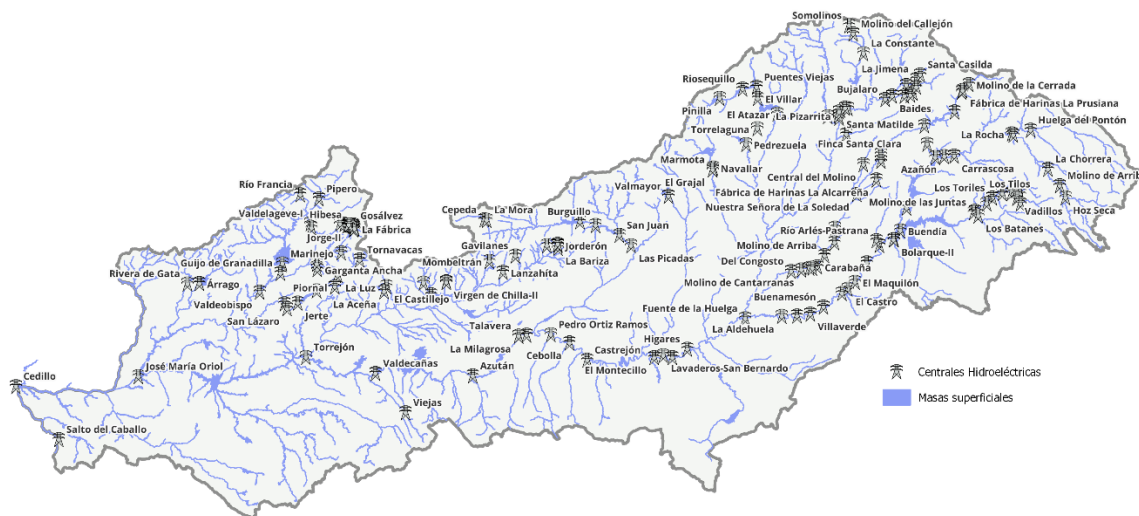 Somolinos
Molino del Callejón
La Constante
La Jimena
Santa Casilda
Riosequillo
Puentes Viejas
Bujalaro
Molino de la Cerrada
Pinilla
El Villar
Baides
Fábrica de Harinas La Prusiana
El Atazar
La Pizarrita
Huelga del Pontón
Torrelaguna
Santa Matilde
La Rocha
Pedrezuela
Finca Santa Clara
Marmota
Navallar
Azañón
Carrascosa
La Chorrera
Río Francia
Pipero
Valmayor
El Grajal
Central del Molino
Molino de Arrib
Los Toriles
Los Tilos
Fábrica de Harinas La Alcarreña
Valdelageve-I
Hibesa
Gosálvez
Cepeda
La Mora
Burguillo
Nuestra Señora de La Soledad
Molino de las Juntas
Vadillos
Hoz Seca
La Fábrica
San Juan
Río Arlés-Pastrana
Buendía
Los Batanes
Jorge-II
Gavilanes
Jorderón
Molino de Arriba
Tornavacas
Mombeltrán
La Bariza
Las Picadas
Bolarque-II
Guijo de Granadilla
Marinejo
Del Congosto
Carabaña
Rivera de Gata
Garganta Ancha
Lanzahíta
Árrago
Piornal
La Luz
Molino de Cantarranas
El Maquilón
Valdeobispo
La Aceña
El Castillejo
Virgen de Chilla-II
Buenamesón
El Castro
Jerte
Fuente de la Huelga
San Lázaro
Talavera
Pedro Ortiz Ramos
La Aldehuela
Villaverde
Higares
Torrejón
La Milagrosa
Cebolla
Castrejón
Cedillo
José María Oriol
Valdecañas
Azután
El Montecillo
Lavaderos-San Bernardo
Centrales Hidroeléctricas
Masas superficiales
Viejas
Salto del Caballo